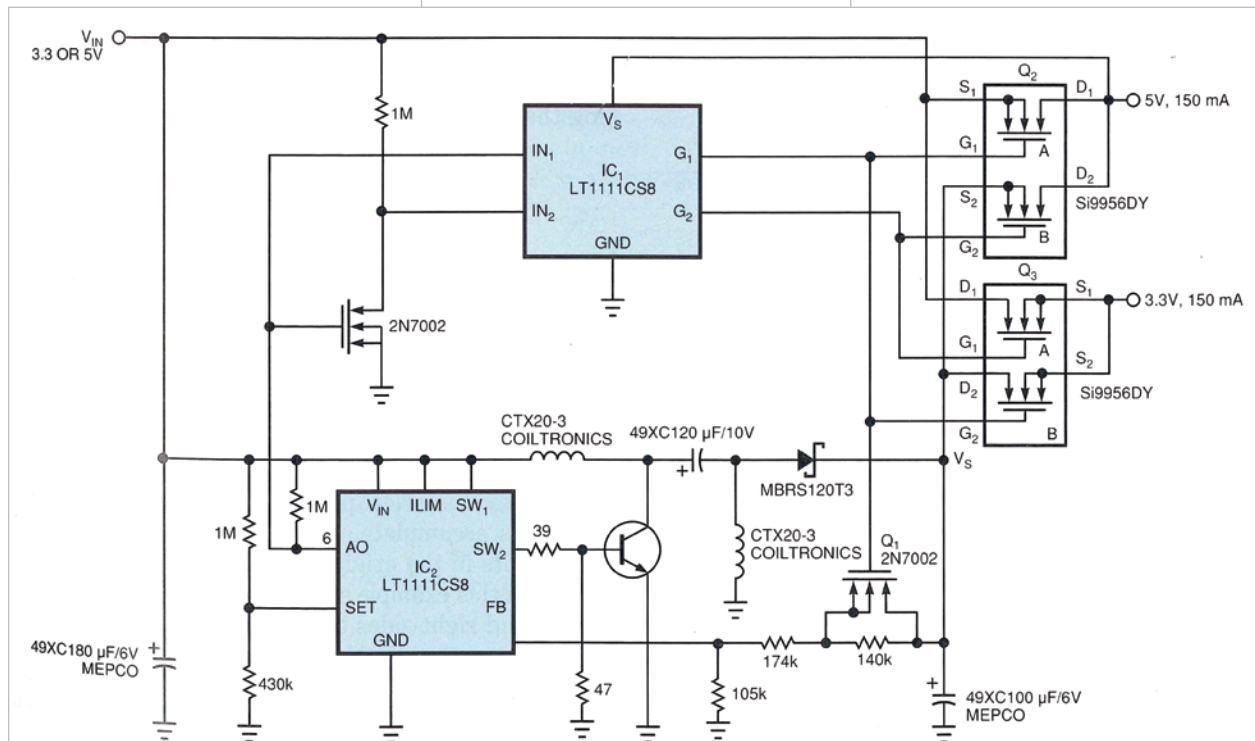 VIN
3.3 OR 5V
1M
VS
IN1
IN2
IC1
LT1111CS8
G1
G2
GND
Q2
S1
D1
5V, 150 mA
G1
A
S2
D2
Si9956DY
G2
B
Q3
D1
S1
3.3V, 150 mA
G1
A
D2
S2
Si9956DY
G2
B
2N7002
CTX20-3
COILTRONICS
49XC120 µF/10V
+
MBRS120T3
VS
1M
1M
VIN
ILIM
SW1
6
AO
IC2
LT1111CS8
SW2
39
SET
FB
GND
CTX20-3
COILTRONICS
Q1
2N7002
49XC180 µF/6V
MEPCO
+
430k
47
105k
174k
140k
+
49XC100 µF/6V
MEPCO